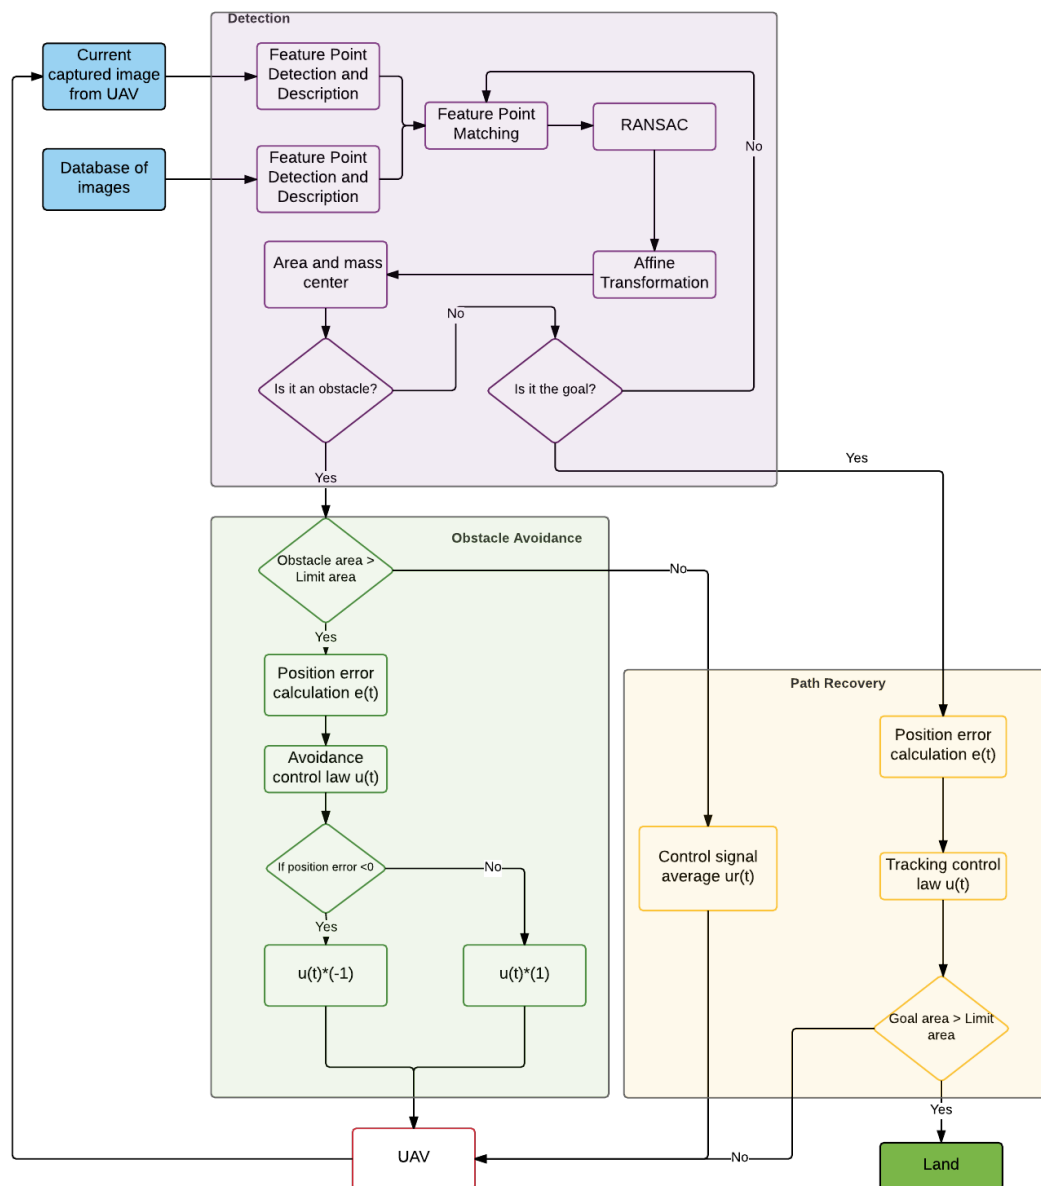 Detection
Current
captured image
from UAV
Feature Point
Detection and
Description
Feature Point
Matching
RANSAC
No
Database of
images
Feature Point
Detection and
Description
Area and mass
center
Affine
Transformation
No
Is it an obstacle?
Is it the goal?
Yes
Yes
Obstacle Avoidance
Obstacle area >
Limit area
No
Yes
Position error
calculation e(t)
Path Recovery
Position error
calculation e(t)
Avoidance
control law u(t)
If position error <0
No
Control signal
average ur(t)
Tracking control
law u(t)
Yes
u(t)*(-1)
u(t)*(1)
Goal area > Limit
area
Yes
UAV
No
Land